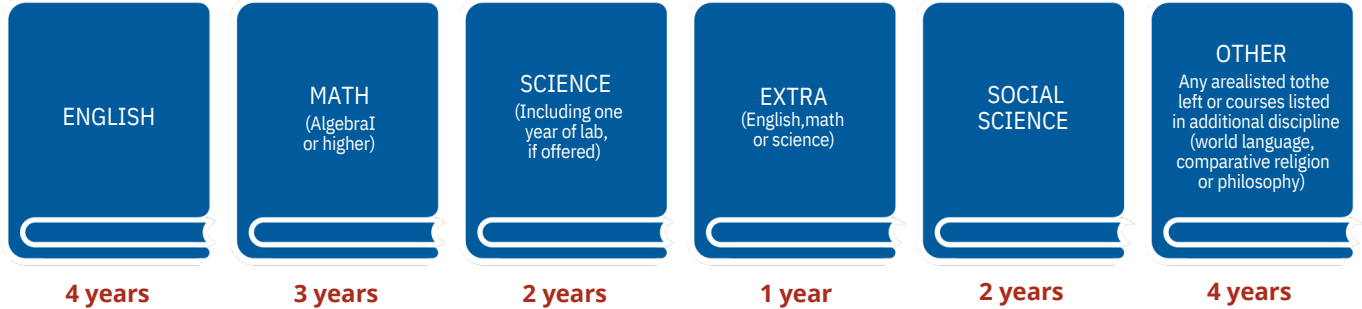 ENGLISH
4 years
MATH
(AlgebraI
or higher)
3 years
SCIENCE
(Including one
year of lab,
if offered)
2 years
EXTRA
(English,math
or science)
1 year
SOCIAL
SCIENCE
2 years
OTHER
Any arealisted tothe
left or courses listed
in additional discipline
(world language,
comparative religion
or philosophy)
4 years